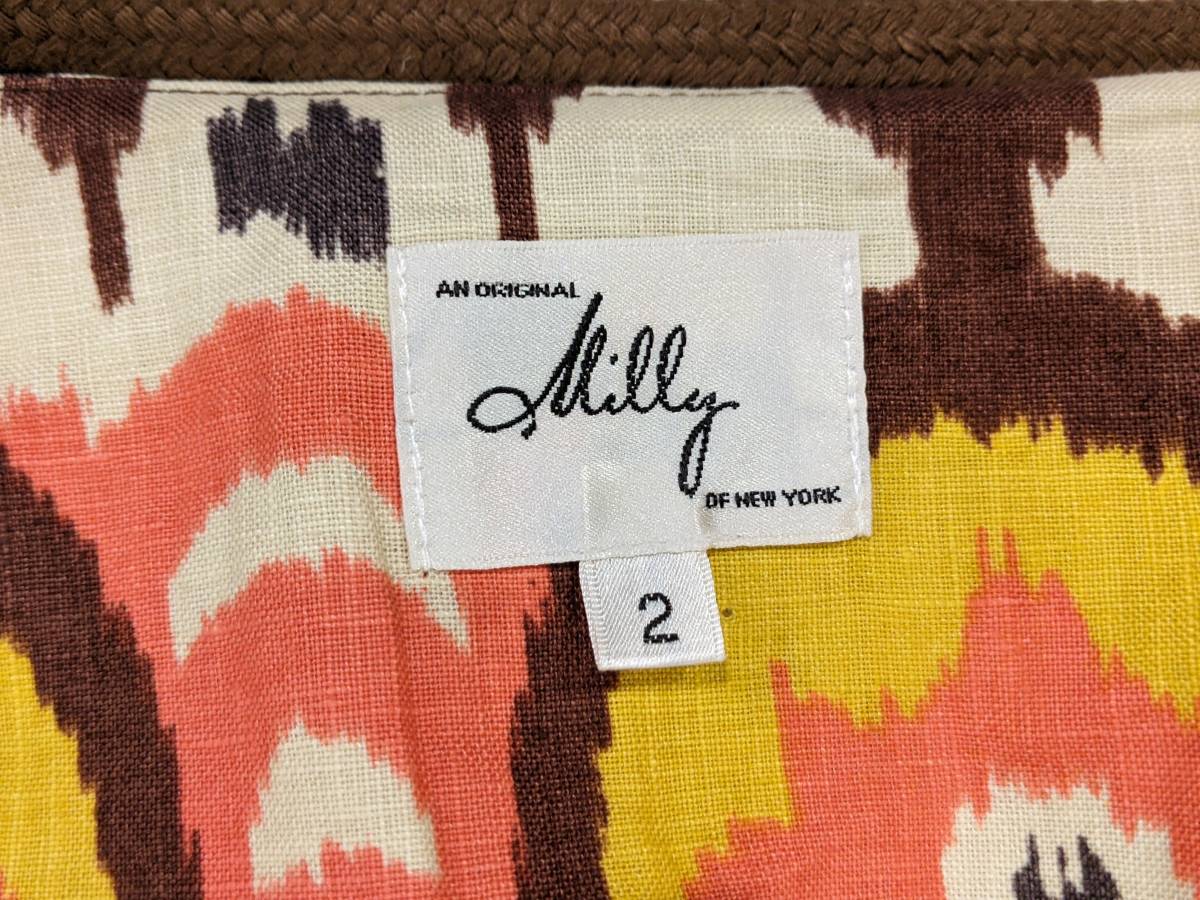 AN ORIGINAL
Milly
OF NEW YORK
2